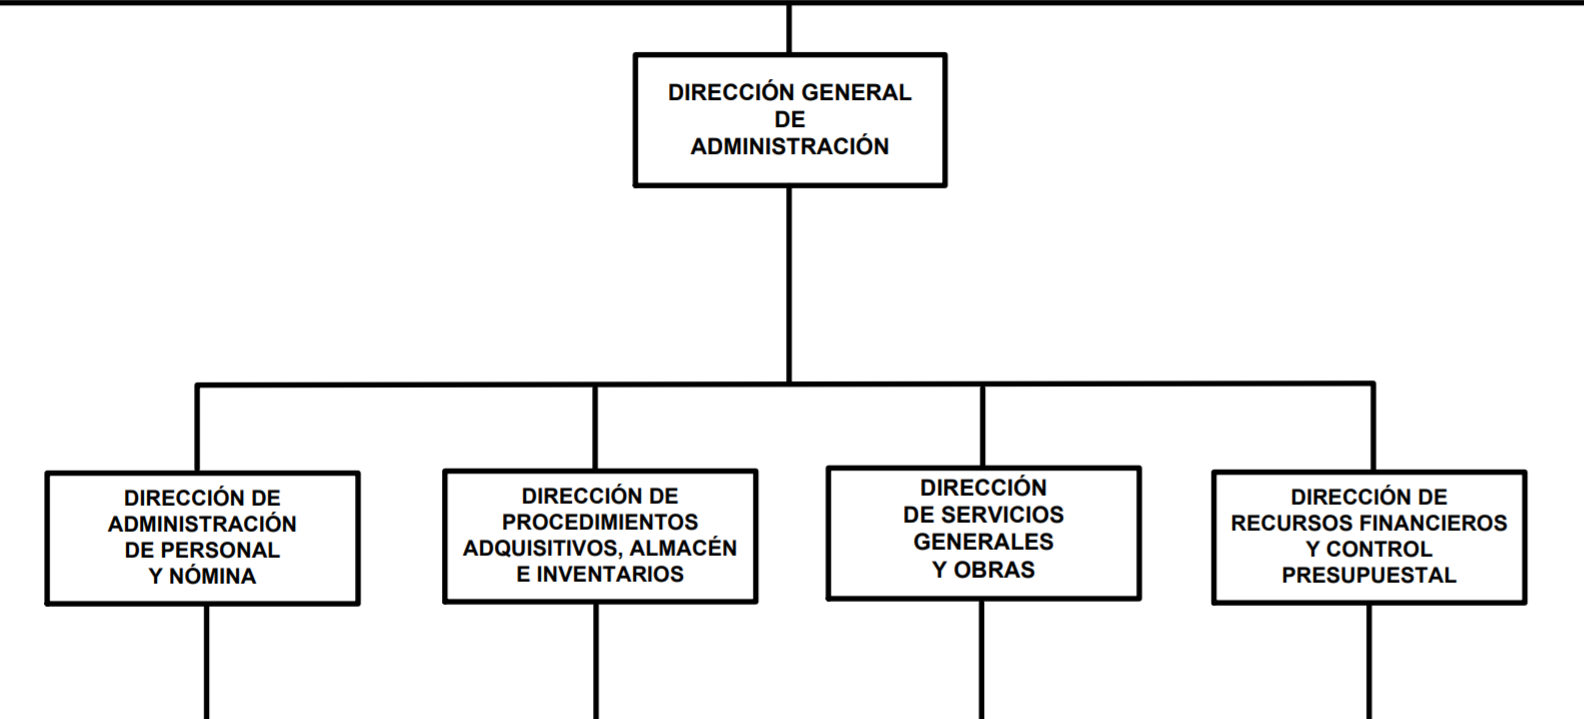 DIRECCIÓN GENERAL
DE
ADMINISTRACIÓN
DIRECCIÓN DE
ADMINISTRACIÓN
DE PERSONAL
Y NÓMINA
DIRECCIÓN DE
PROCEDIMIENTOS
ADQUISITIVOS, ALMACÉN
E INVENTARIOS
DIRECCIÓN
DE SERVICIOS
GENERALES
Y OBRAS
DIRECCIÓN DE
RECURSOS FINANCIEROS
Y CONTROL
PRESUPUESTAL